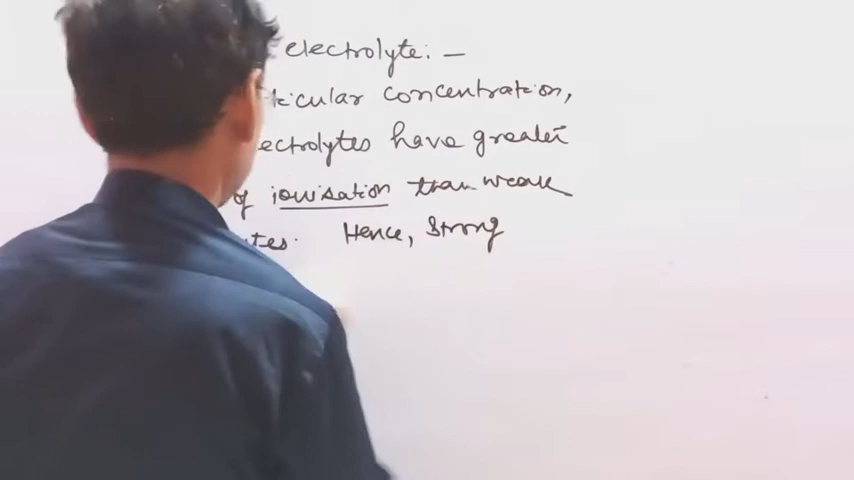 electrolyte: —
ticular concentration,
ectrolytes have greater
of ionisation than weak
tes. Hence, Strong